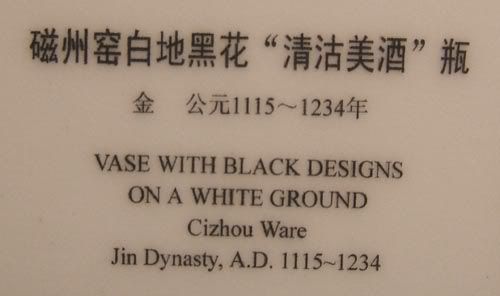 磁州窑白地黑花“清沽美酒”瓶
金 公元1115～1234年
VASE WITH BLACK DESIGNS
ON A WHITE GROUND
Cizhou Ware
Jin Dynasty, A.D. 1115~1234